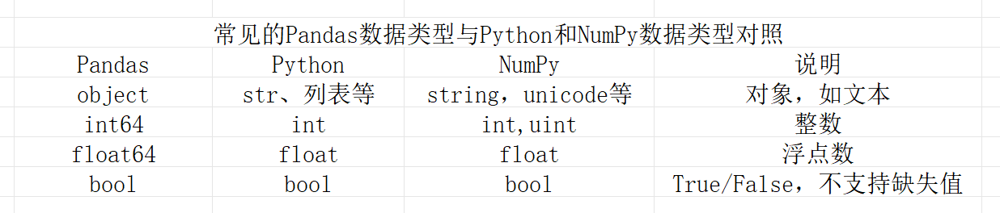 常见的Pandas数据类型与Python和NumPy数据类型对照
Pandas Python NumPy 说明
object str、列表等 string，unicode等 对象，如文本
int64 int int,uint 整数
float64 float float 浮点数
bool bool bool True/False，不支持缺失值